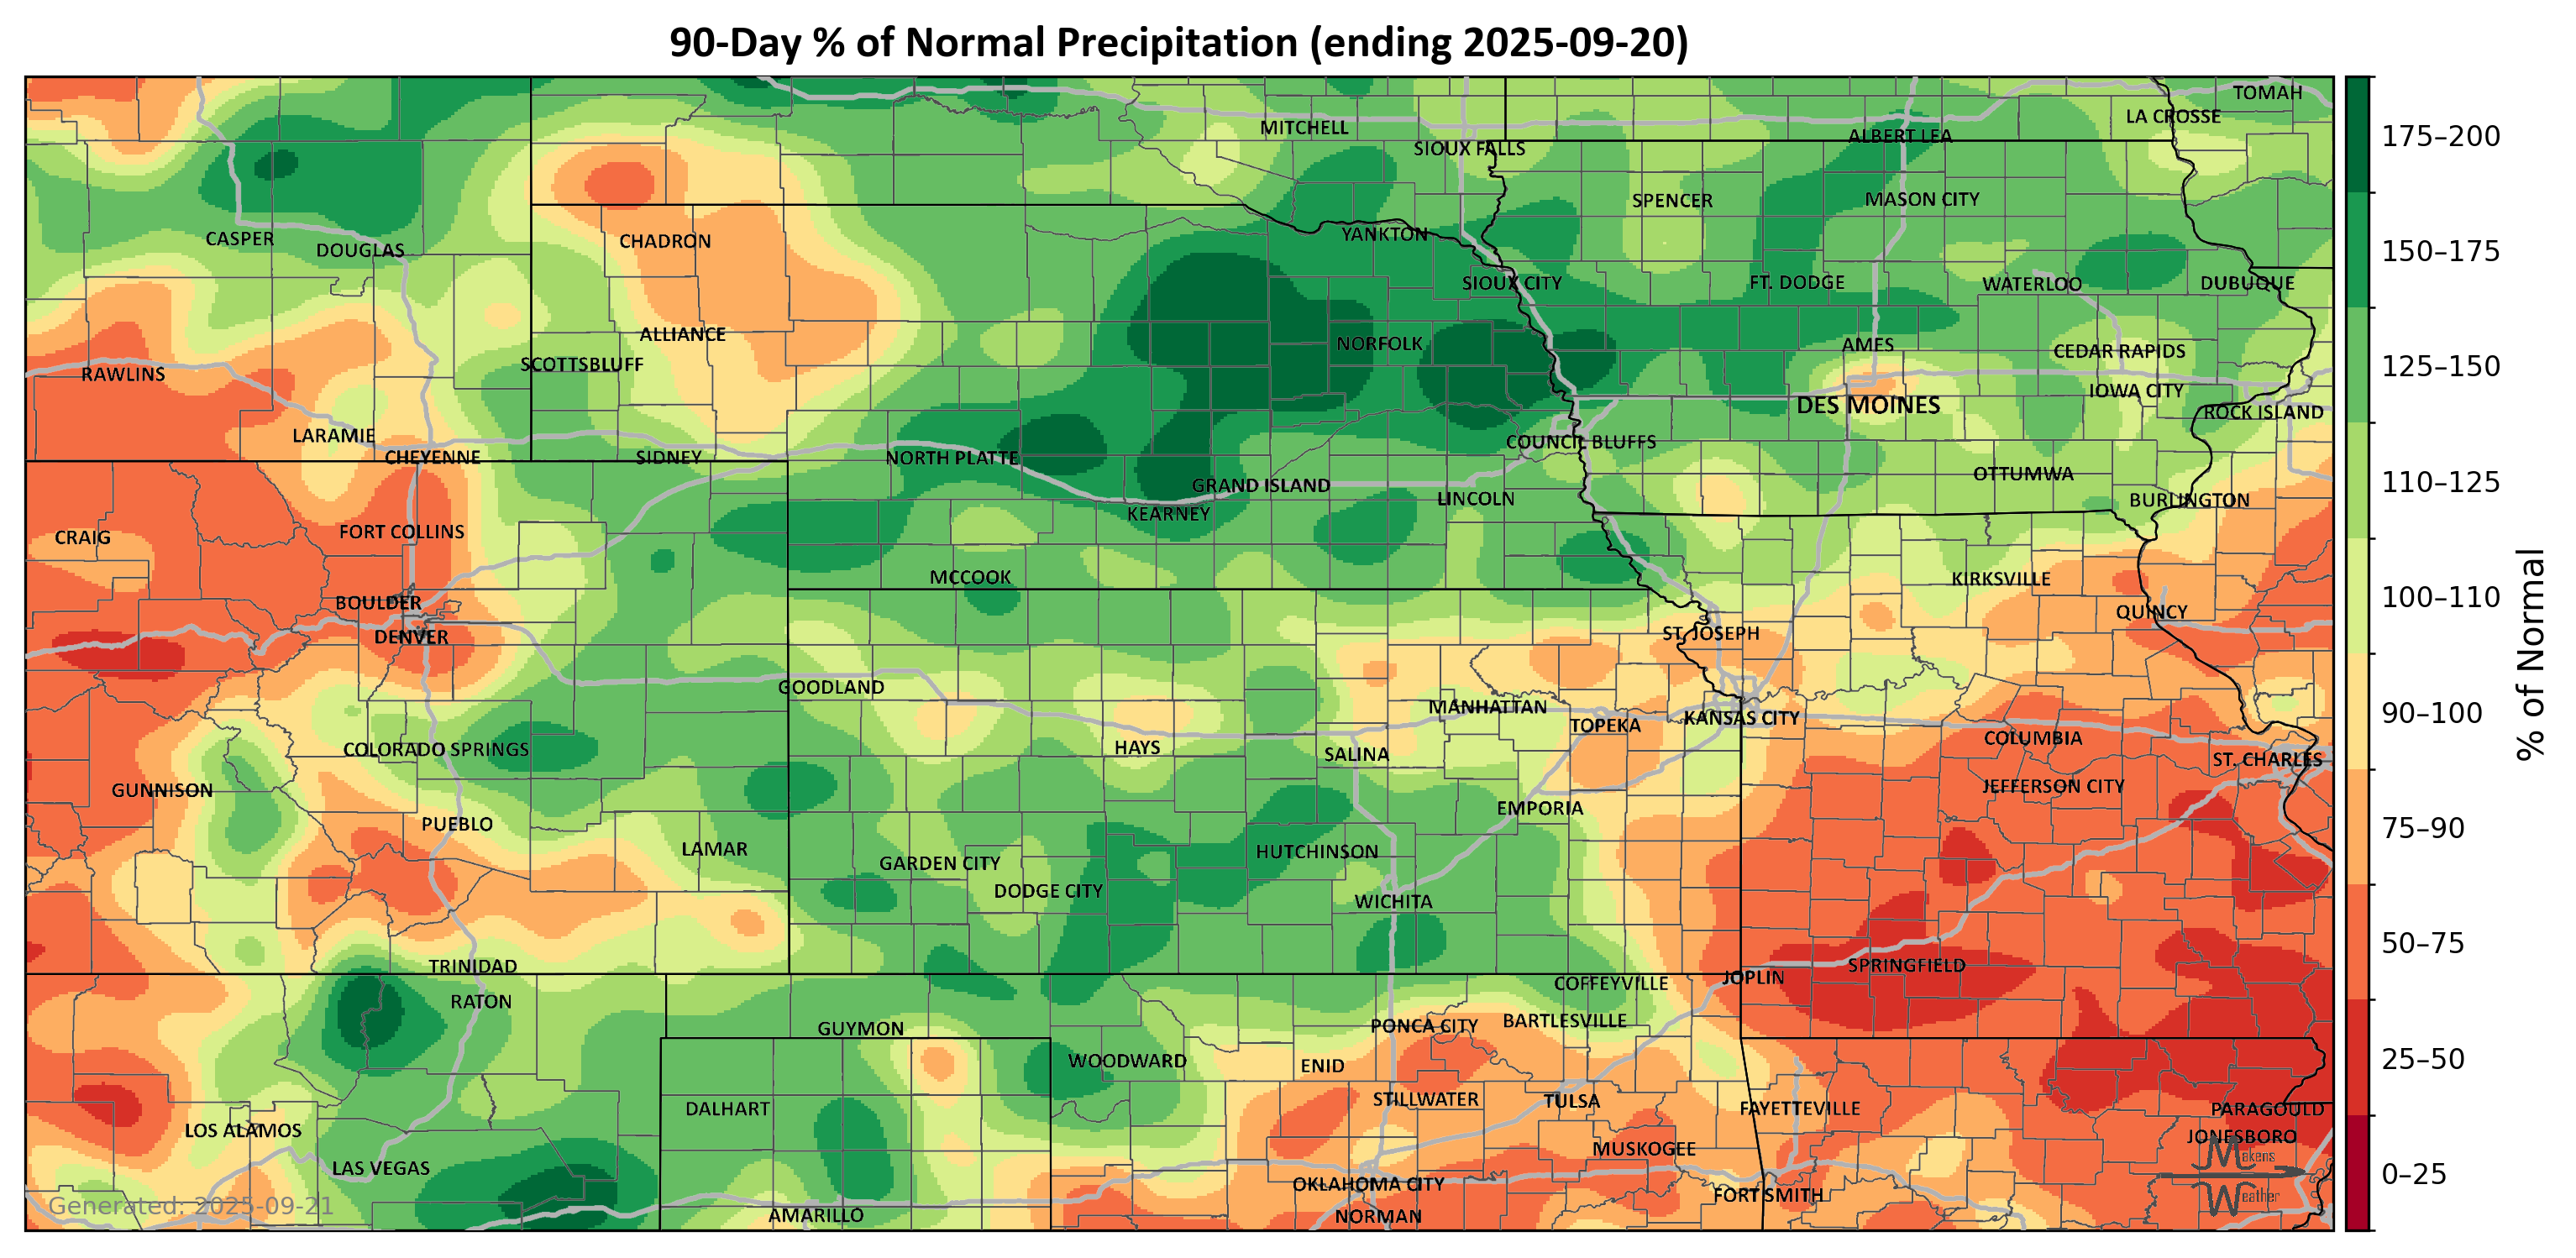 90-Day % of Normal Precipitation (ending 2025-09-20)
TOMAH
LA CROSSE
MITCHELL
ALBERT LEA
SIOUX FALLS
SPENCER
MASON CITY
CASPER
DOUGLAS
CHADRON
YANKTON
SIOUX CITY
FT. DODGE
WATERLOO
DUBUQUE
ALLIANCE
NORFOLK
AMES
CEDAR RAPIDS
SCOTTSBLUFF
RAWLINS
IOWA CITY
DES MOINES
ROCK ISLAND
LARAMIE
COUNCIL BLUFFS
CHEYENNE
SIDNEY
NORTH PLATTE
OTTUMWA
GRAND ISLAND
LINCOLN
BURLINGTON
KEARNEY
FORT COLLINS
CRAIG
MCCOOK
KIRKSVILLE
BOULDER
QUINCY
DENVER
ST. JOSEPH
GOODLAND
MANHATTAN
KANSAS CITY
TOPEKA
COLUMBIA
COLORADO SPRINGS
HAYS
SALINA
ST. CHARLES
GUNNISON
JEFFERSON CITY
EMPORIA
PUEBLO
LAMAR
HUTCHINSON
GARDEN CITY
DODGE CITY
WICHITA
TRINIDAD
SPRINGFIELD
JOPLIN
COFFEYVILLE
RATON
GUYMON
PONCA CITY
BARTLESVILLE
WOODWARD
ENID
STILLWATER
TULSA
DALHART
FAYETTEVILLE
PARAGOULD
LOS ALAMOS
JONESBORO
MUSKOGEE
LAS VEGAS
OKLAHOMA CITY
FORT SMITH
AMARILLO
NORMAN
Makens
Weather
Generated: 2025-09-21
175–200
150–175
125–150
110–125
100–110
90–100
75–90
50–75
25–50
0–25
% of Normal